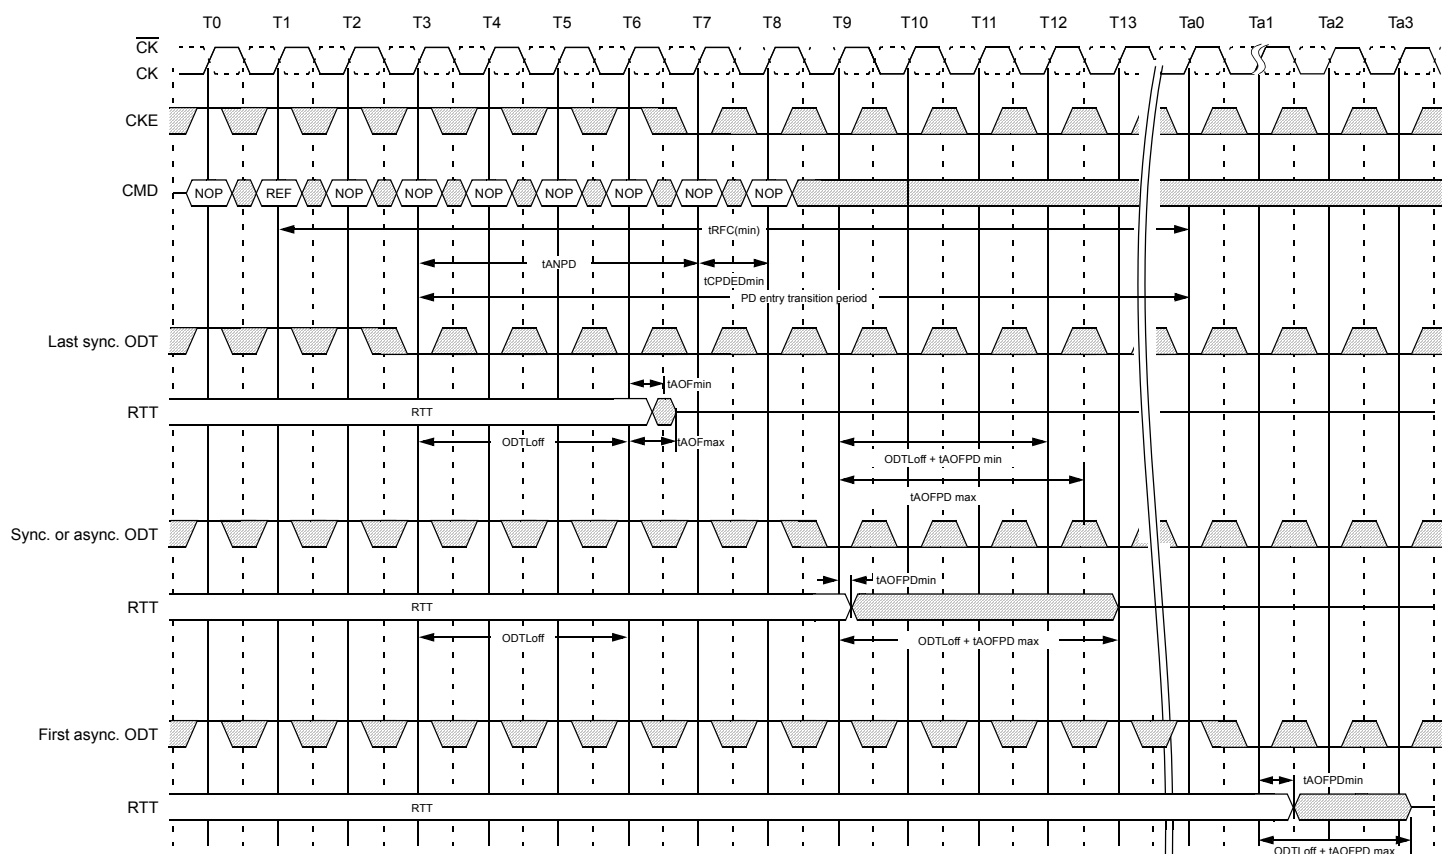 T0 T1 T2 T3 T4 T5 T6 T7 T8 T9 T10 T11 T12 T13 Ta0 Ta1 Ta2 Ta3
CK
CK
CKE
CMD NOP REF NOP NOP NOP NOP NOP NOP NOP
tRFC(min)
tANPD
tCPDEDmin
PD entry transition period
Last sync. ODT
tAOFmin
RTT RTT
ODTLoff tAOFmax
ODTLoff + tAOFPD min
tAOFPD max
Sync. or async. ODT
tAOFPDmin
RTT RTT
ODTLoff ODTLoff + tAOFPD max
First async. ODT
tAOFPDmin
RTT RTT
ODTLoff + tAOFPD max